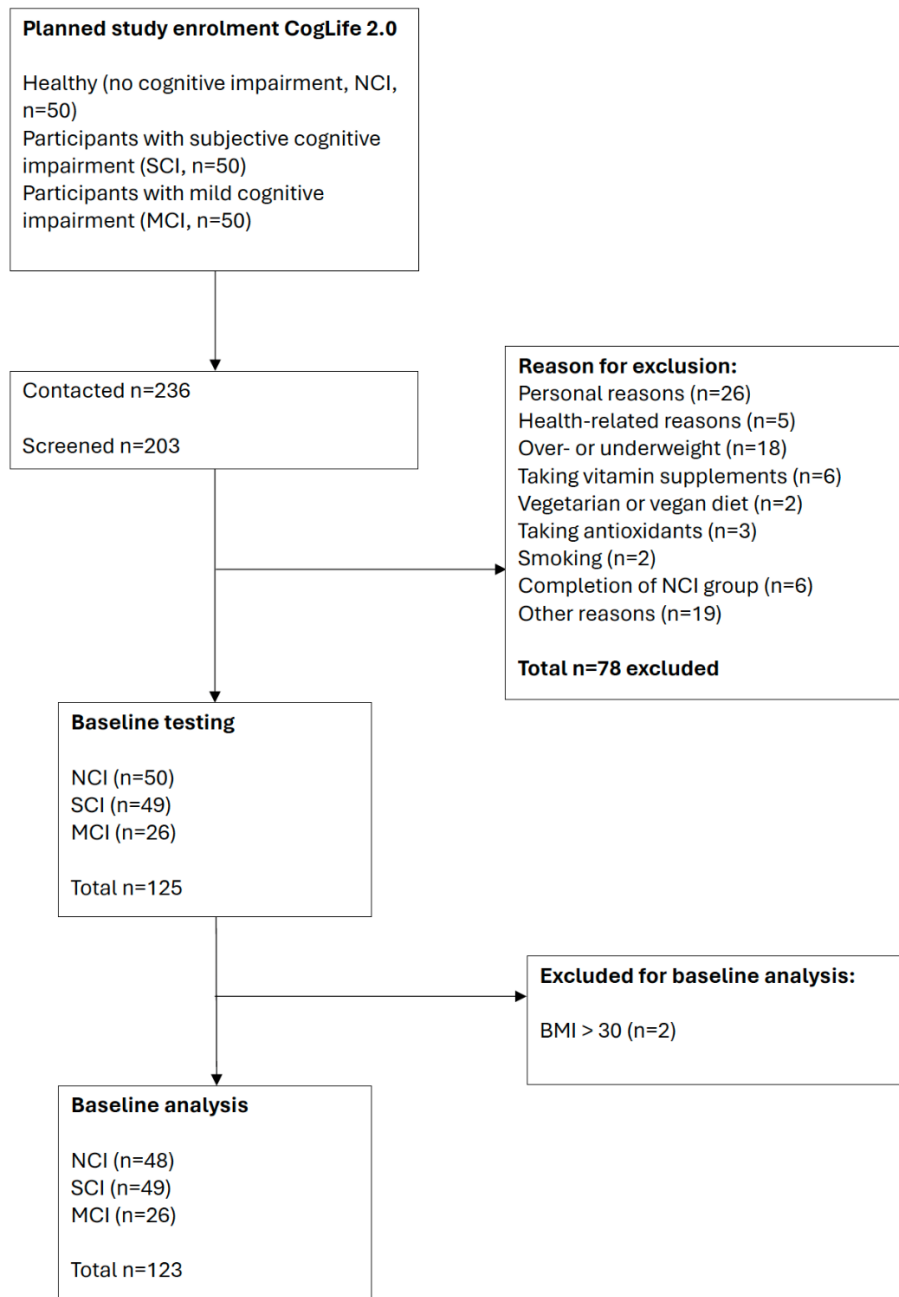 Planned study enrolment CogLife 2.0
Healthy (no cognitive impairment, NCI,
n=50)
Participants with subjective cognitive
impairment (SCI, n=50)
Participants with mild cognitive
impairment (MCI, n=50)
Contacted n=236
Screened n=203
Reason for exclusion:
Personal reasons (n=26)
Health-related reasons (n=5)
Over- or underweight (n=18)
Taking vitamin supplements (n=6)
Vegetarian or vegan diet (n=2)
Taking antioxidants (n=3)
Smoking (n=2)
Completion of NCI group (n=6)
Other reasons (n=19)
Total n=78 excluded
Baseline testing
NCI (n=50)
SCI (n=49)
MCI (n=26)
Total n=125
Excluded for baseline analysis:
BMI > 30 (n=2)
Baseline analysis
NCI (n=48)
SCI (n=49)
MCI (n=26)
Total n=123